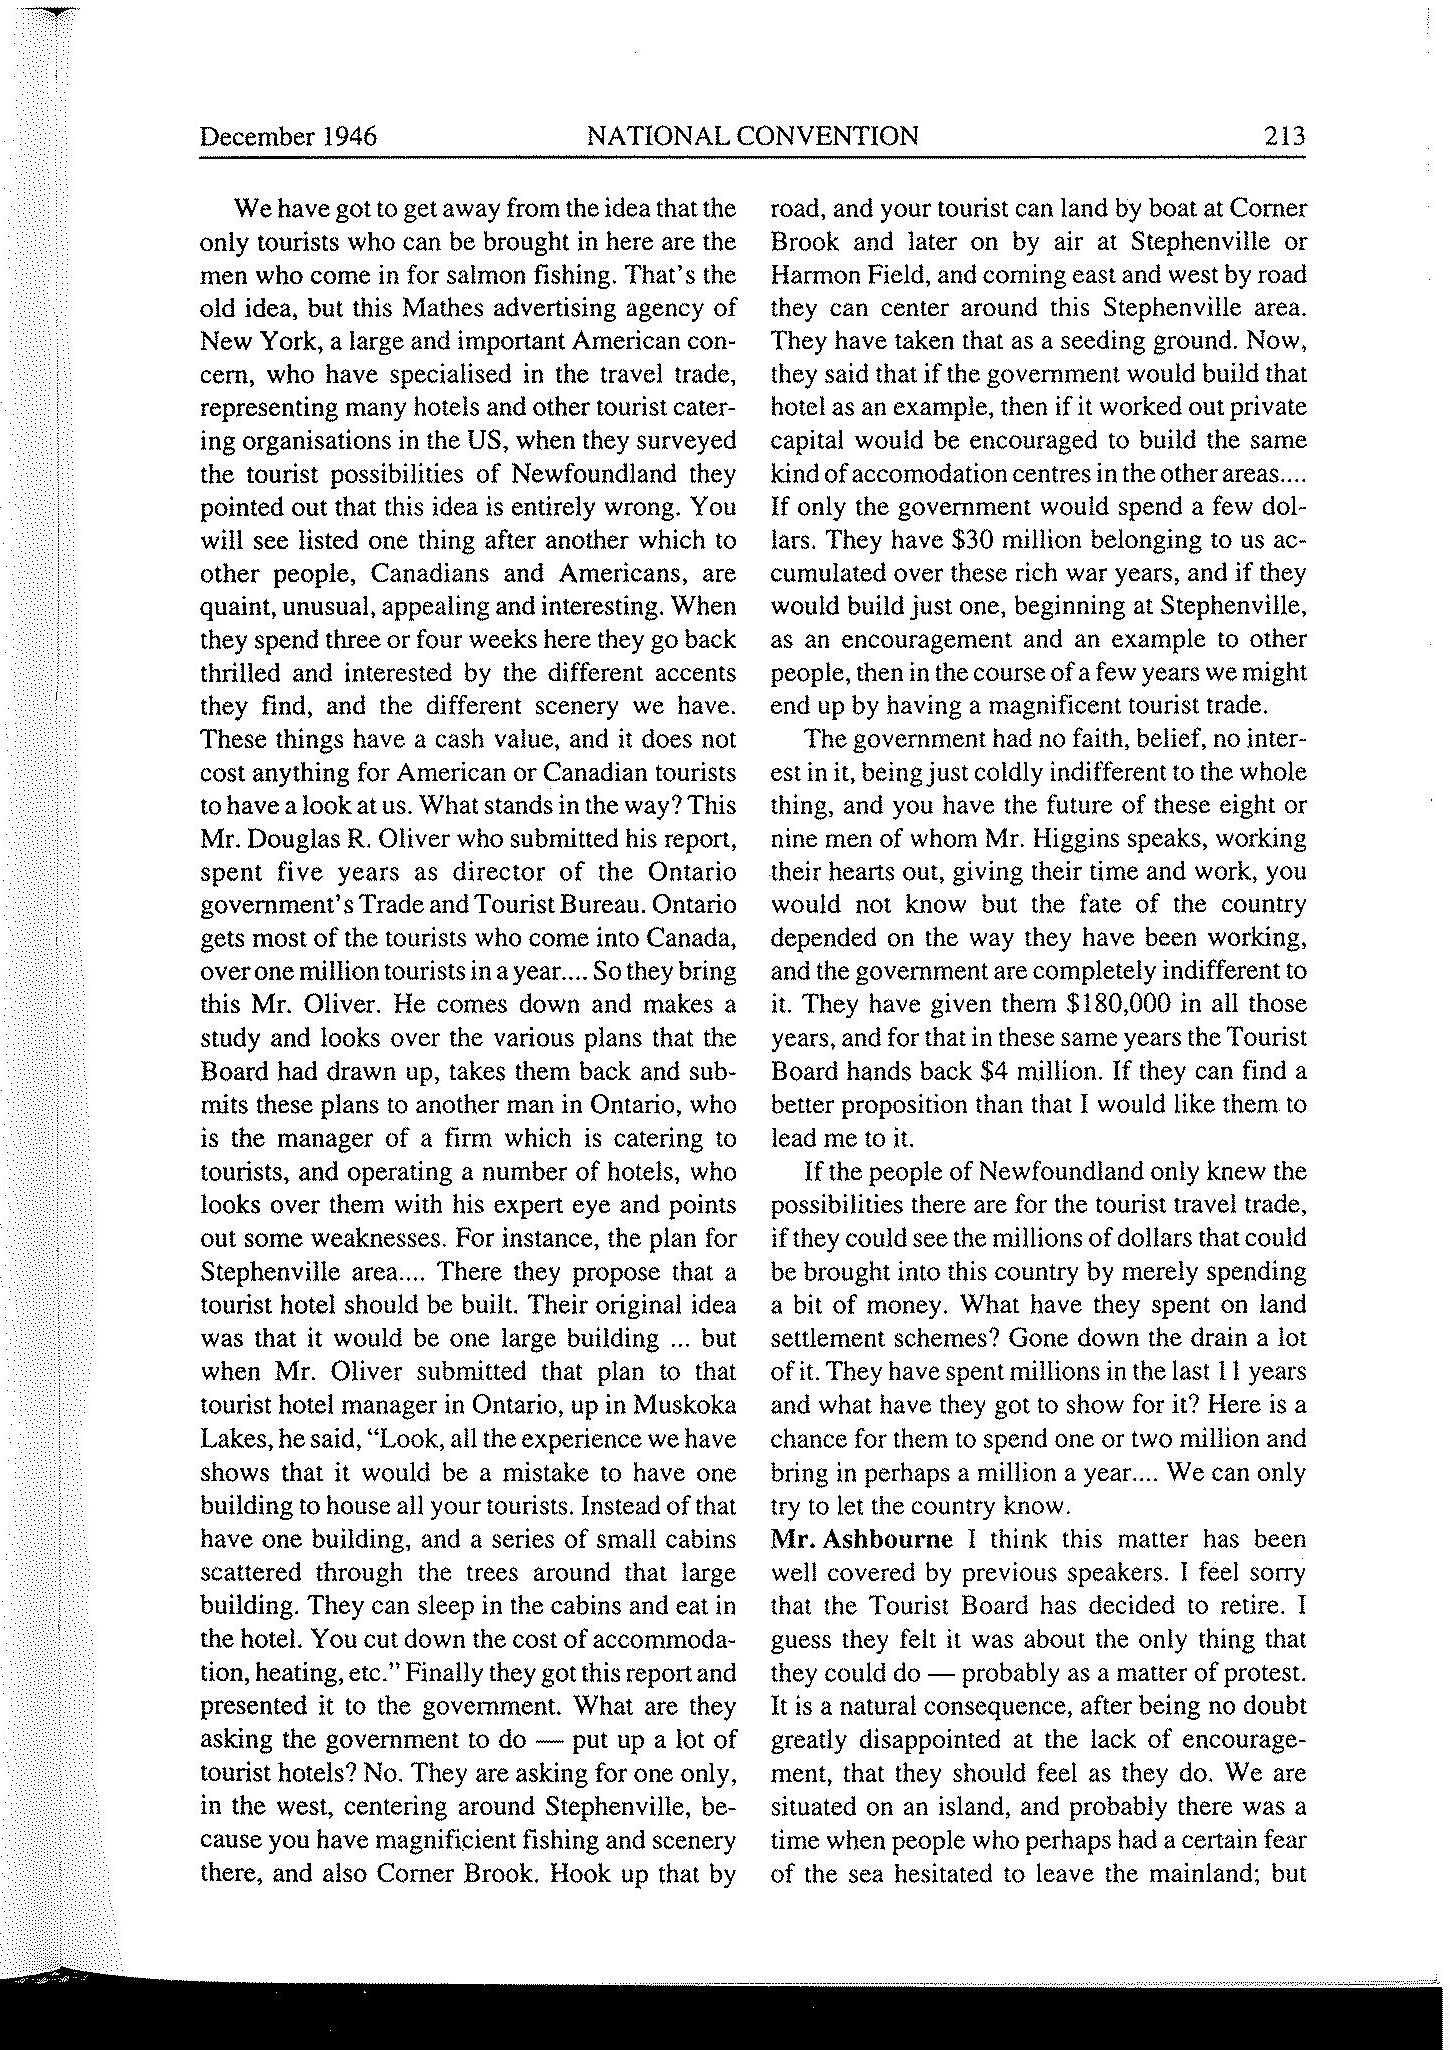 December 1946 NATIONAL CONVENTION 213
We have got to get away from the idea that the
only tourists who can be brought in here are the
men who come in for salmon fishing. That's the
old idea, but this Mathes advertising agency of
New York, a large and important American con-
cern, who have specialised in the travel trade,
representing many hotels and other tourist cater-
ing organisations in the US, when they surveyed
the tourist possibilities of Newfoundland they
pointed out that this idea is entirely wrong. You
will see listed one thing after another which to
other people, Canadians and Americans, are
quaint, unusual, appealing and interesting. When
they spend three or four weeks here they go back
thrilled and interested by the different accents
they find, and the different scenery we have.
These things have a cash value, and it does not
cost anything for American or Canadian tourists
to have a look at us. What stands in the way? This
Mr. Douglas R. Oliver who submitted his report,
spent five years as director of the Ontario
government's Trade and Tourist Bureau. Ontario
gets most of the tourists who come into Canada,
over one million tourists in a year.... So they bring
this Mr. Oliver. He comes down and makes a
study and looks over the various plans that the
Board had drawn up, takes them back and sub-
mits these plans to another man in Ontario, who
is the manager of a firm which is catering to
tourists, and operating a number of hotels, who
looks over them with his expert eye and points
out some weaknesses. For instance, the plan for
Stephenville area.... There they propose that a
tourist hotel should be built. Their original idea
was that it would be one large building ... but
when Mr. Oliver submitted that plan to that
tourist hotel manager in Ontario, up in Muskoka
Lakes, he said, “Look, all the experience we have
shows that it would be a mistake to have one
building to house all your tourists. Instead of that
have one building, and a series of small cabins
scattered through the trees around that large
building. They can sleep in the cabins and eat in
the hotel. You cut down the cost of accommoda-
tion, heating, etc.” Finally they got this report and
presented it to the government. What are they
asking the government to do — put up a lot of
tourist hotels? No. They are asking for one only,
in the west, centering around Stephenville, be-
cause you have magnificient fishing and scenery
there, and also Corner Brook. Hook up that by
road, and your tourist can land by boat at Corner
Brook and later on by air at Stephenville or
Harmon Field, and coming east and west by road
they can center around this Stephenville area.
They have taken that as a seeding ground. Now,
they said that if the government would build that
hotel as an example, then if it worked out private
capital would be encouraged to build the same
kind of accomodation centres in the other areas....
If only the government would spend a few dol-
lars. They have $30 million belonging to us ac-
cumulated over these rich war years, and if they
would build just one, beginning at Stephenville,
as an encouragement and an example to other
people, then in the course of a few years we might
end up by having a magnificent tourist trade.
The government had no faith, belief, no inter-
est in it, being just coldly indifferent to the whole
thing, and you have the future of these eight or
nine men of whom Mr. Higgins speaks, working
their hearts out, giving their time and work, you
would not know but the fate of the country
depended on the way they have been working,
and the government are completely indifferent to
it. They have given them $180,000 in all those
years, and for that in these same years the Tourist
Board hands back $4 million. If they can find a
better proposition than that I would like them to
lead me to it.
If the people of Newfoundland only knew the
possibilities there are for the tourist travel trade,
if they could see the millions of dollars that could
be brought into this country by merely spending
a bit of money. What have they spent on land
settlement schemes? Gone down the drain a lot
of it. They have spent millions in the last 11 years
and what have they got to show for it? Here is a
chance for them to spend one or two million and
bring in perhaps a million a year.... We can only
try to let the country know.
Mr. Ashbourne I think this matter has been
well covered by previous speakers. I feel sorry
that the Tourist Board has decided to retire. I
guess they felt it was about the only thing that
they could do — probably as a matter of protest.
It is a natural consequence, after being no doubt
greatly disappointed at the lack of encourage-
ment, that they should feel as they do. We are
situated on an island, and probably there was a
time when people who perhaps had a certain fear
of the sea hesitated to leave the mainland; but